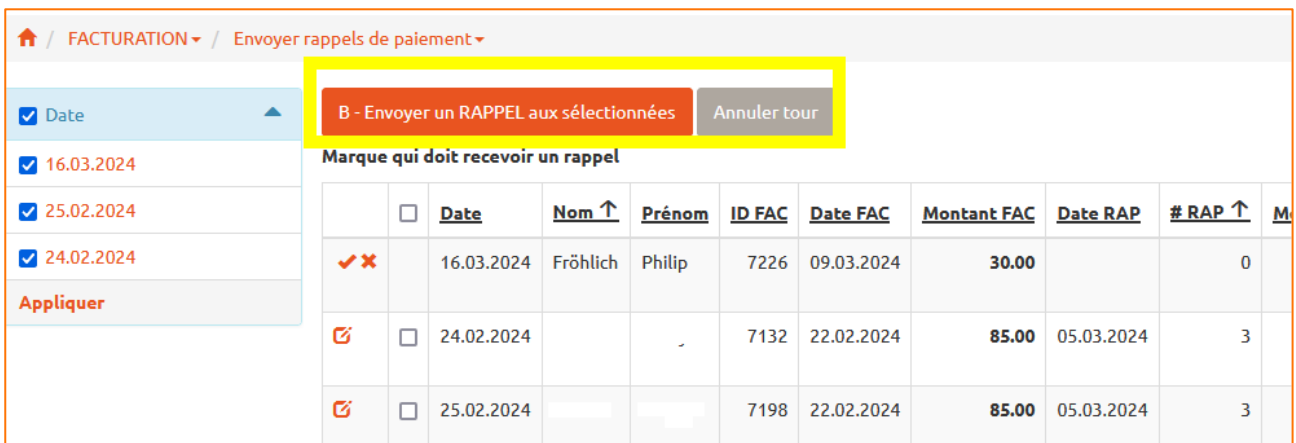 / FACTURATION / Envoyer rappels de paiement
Date
16.03.2024
25.02.2024
24.02.2024
Appliquer
B - Envoyer un RAPPEL aux sélectionnées Annuler tour
Marque qui doit recevoir un rappel
Date Nom ↑ Prénom ID FAC Date FAC Montant FAC Date RAP # RAP ↑
16.03.2024 Fröhlich Philip 7226 09.03.2024 30.00 0
24.02.2024 7132 22.02.2024 85.00 05.03.2024 3
25.02.2024 7198 22.02.2024 85.00 05.03.2024 3